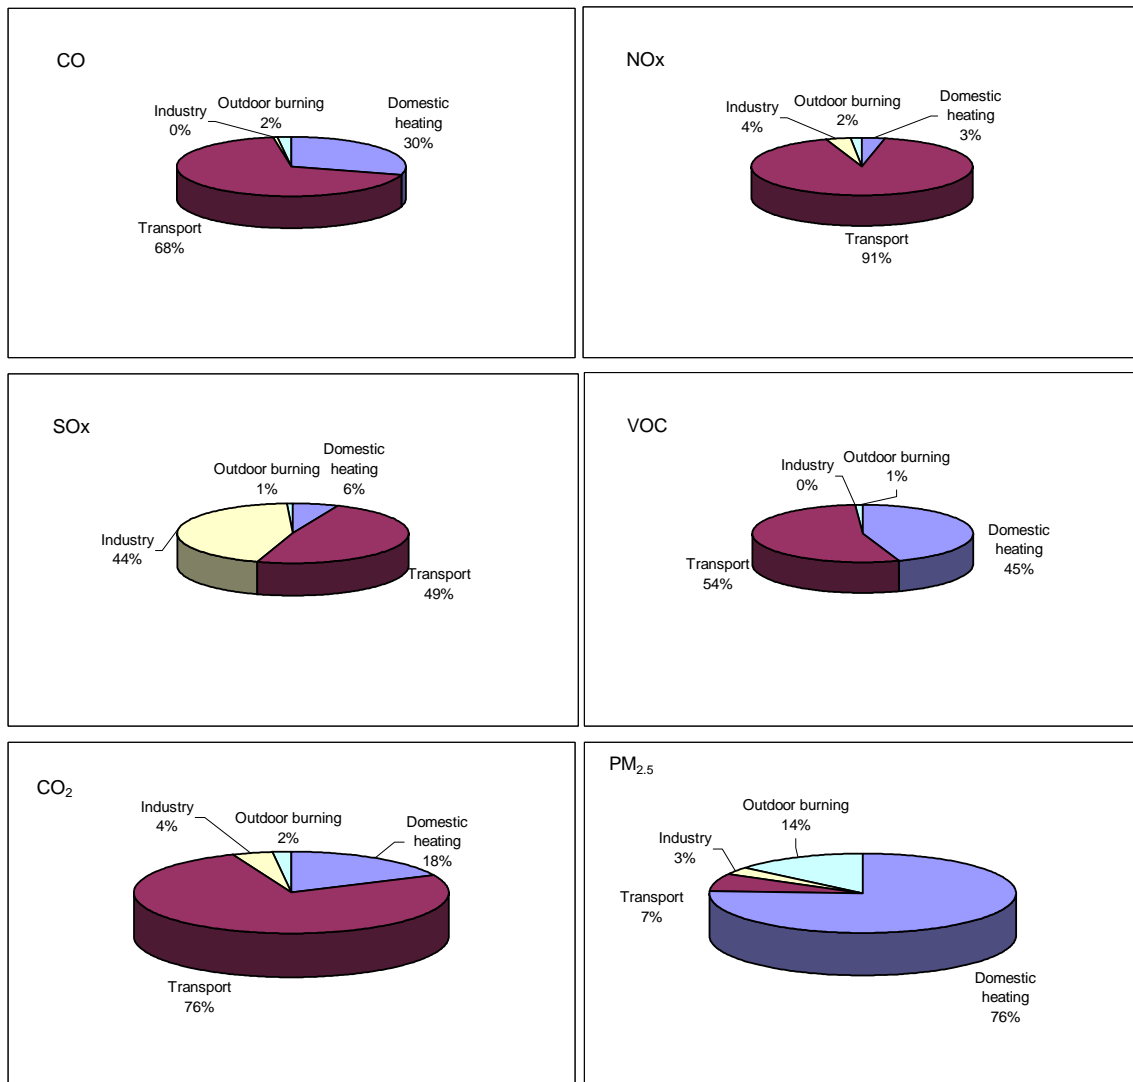 CO
Industry
0%
Outdoor burning
2%
Domestic
heating
30%
Transport
68%
NOx
Industry
4%
Outdoor burning
2%
Domestic
heating
3%
Transport
91%
SOx
Industry
44%
Outdoor burning
1%
Domestic
heating
6%
Transport
49%
VOC
Industry
0%
Outdoor burning
1%
Domestic
heating
45%
Transport
54%
CO₂
Industry
4%
Outdoor burning
2%
Domestic
heating
18%
Transport
76%
PM₂.₅
Outdoor burning
14%
Industry
3%
Transport
7%
Domestic
heating
76%